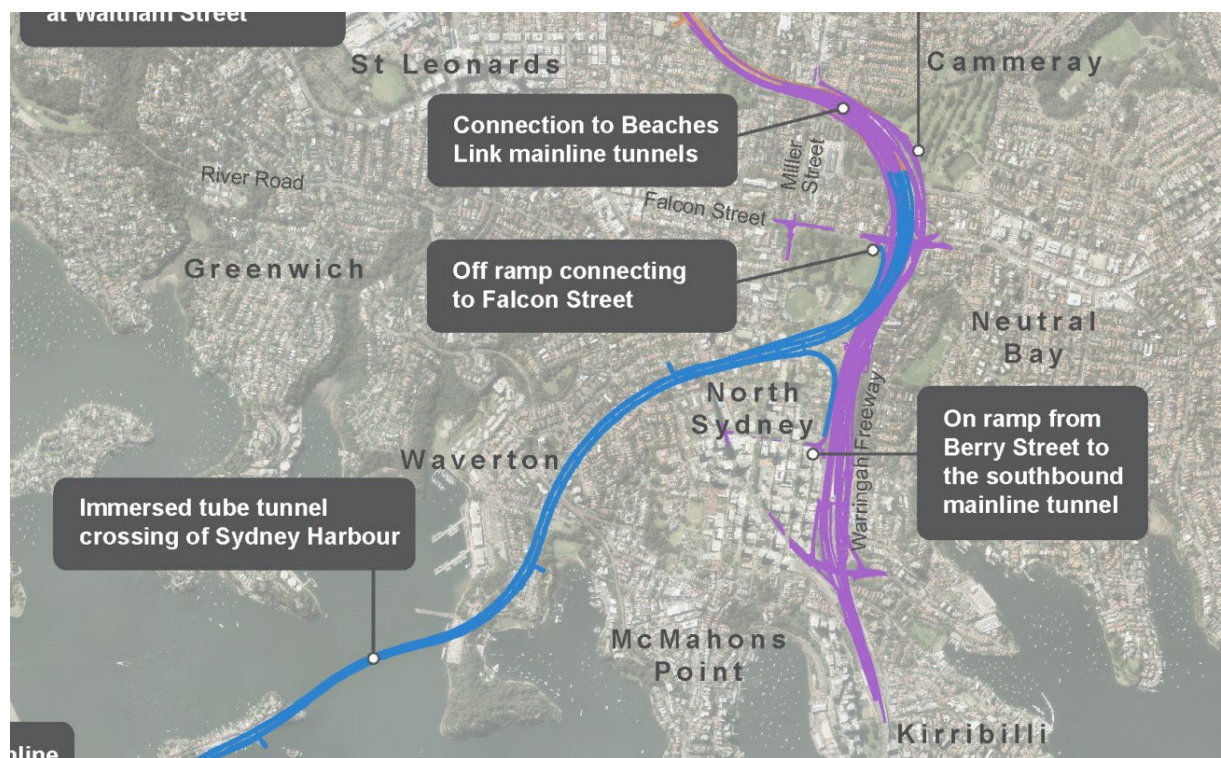 at Waltham Street
St Leonards
Cammeray
Connection to Beaches
Link mainline tunnels
Miller
Street
River Road
Falcon Street
Greenwich
Off ramp connecting
to Falcon Street
Neutral
Bay
North
Sydney
On ramp from
Berry Street to
the southbound
mainline tunnel
Warringah Freeway
Waverton
Immersed tube tunnel
crossing of Sydney Harbour
McMahons
Point
Kirribilli